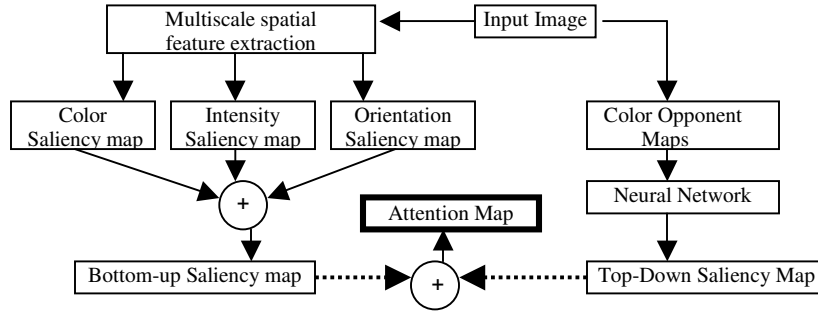 Multiscale spatial
feature extraction
Input Image
Color
Saliency map
Intensity
Saliency map
Orientation
Saliency map
Color Opponent
Maps
+
Attention Map
Neural Network
Bottom-up Saliency map
+
Top-Down Saliency Map